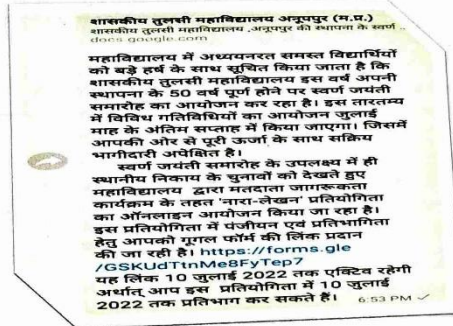 शासकीय तुलसी महाविद्यालय अनूपपुर (म.प्र.)
शासकीय तुलसी महाविद्यालय ,अनूपपुर की स्थापना के स्वर्ण ..
docs.google.com
महाविद्यालय में अध्ययनरत समस्त विद्यार्थियों
को बड़े हर्ष के साथ सूचित किया जाता है कि
शासकीय तुलसी महाविद्यालय इस वर्ष अपनी
स्थापना के 50 वर्ष पूर्ण होने पर स्वर्ण जयंती
समारोह का आयोजन कर रहा है। इस तारतम्य
में विविध गतिविधियों का आयोजन जुलाई
माह के अंतिम सप्ताह में किया जाएगा। जिसमें
आपकी ओर से पूरी ऊर्जा के साथ सक्रिय
भागीदारी अपेक्षित है।
स्वर्ण जयंती समारोह के उपलक्ष्य में ही
स्थानीय निकाय के चुनावों को देखते हुए
महाविद्यालय द्वारा मतदाता जागरूकता
कार्यक्रम के तहत 'नारा-लेखन' प्रतियोगिता
का ऑनलाइन आयोजन किया जा रहा है।
इस प्रतियोगिता में पंजीयन एवं प्रतिभागिता
हेतु आपको गूगल फॉर्म की लिंक प्रदान
की जा रही है। https://forms.gle
/GSKUdTtnMe8FyTep7
यह लिंक 10 जुलाई 2022 तक एक्टिव रहेगी
अर्थात् आप इस प्रतियोगिता में 10 जुलाई
2022 तक प्रतिभाग कर सकते हैं। 6:53 PM